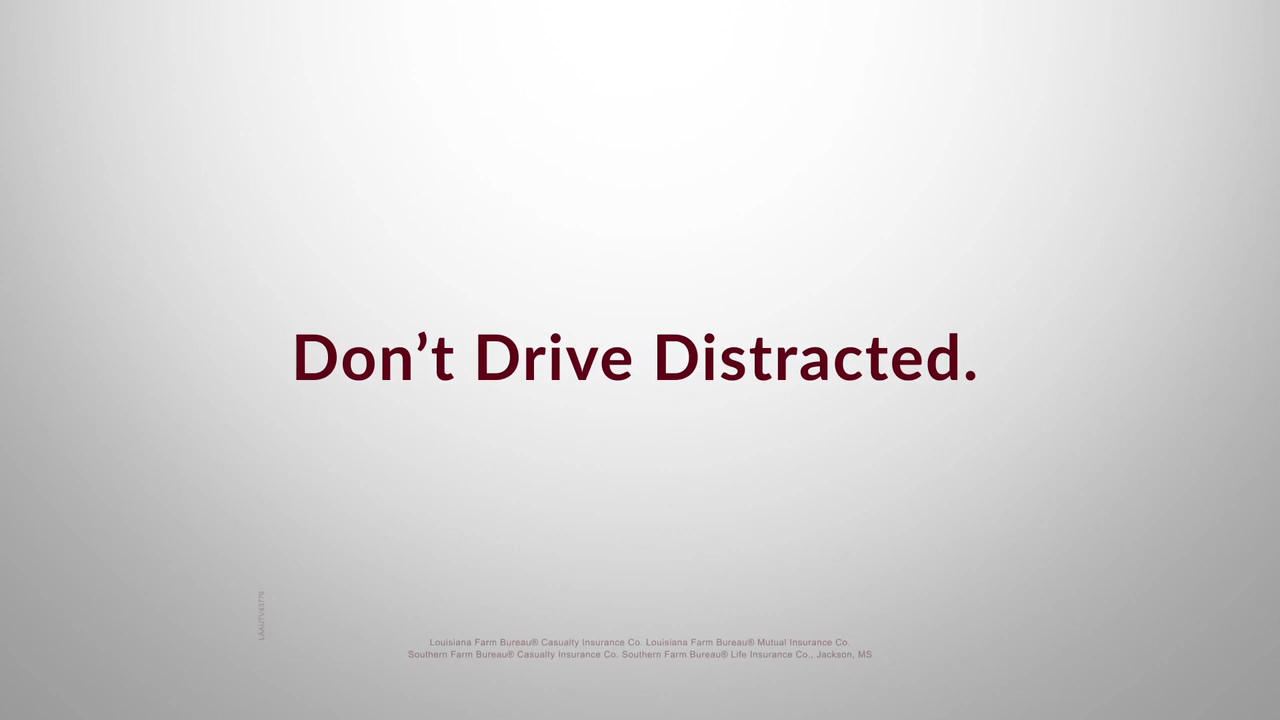 Don’t Drive Distracted.
Louisiana Farm Bureau® Casualty Insurance Co. Louisiana Farm Bureau® Mutual Insurance Co.
Southern Farm Bureau® Casualty Insurance Co. Southern Farm Bureau® Life Insurance Co., Jackson, MS